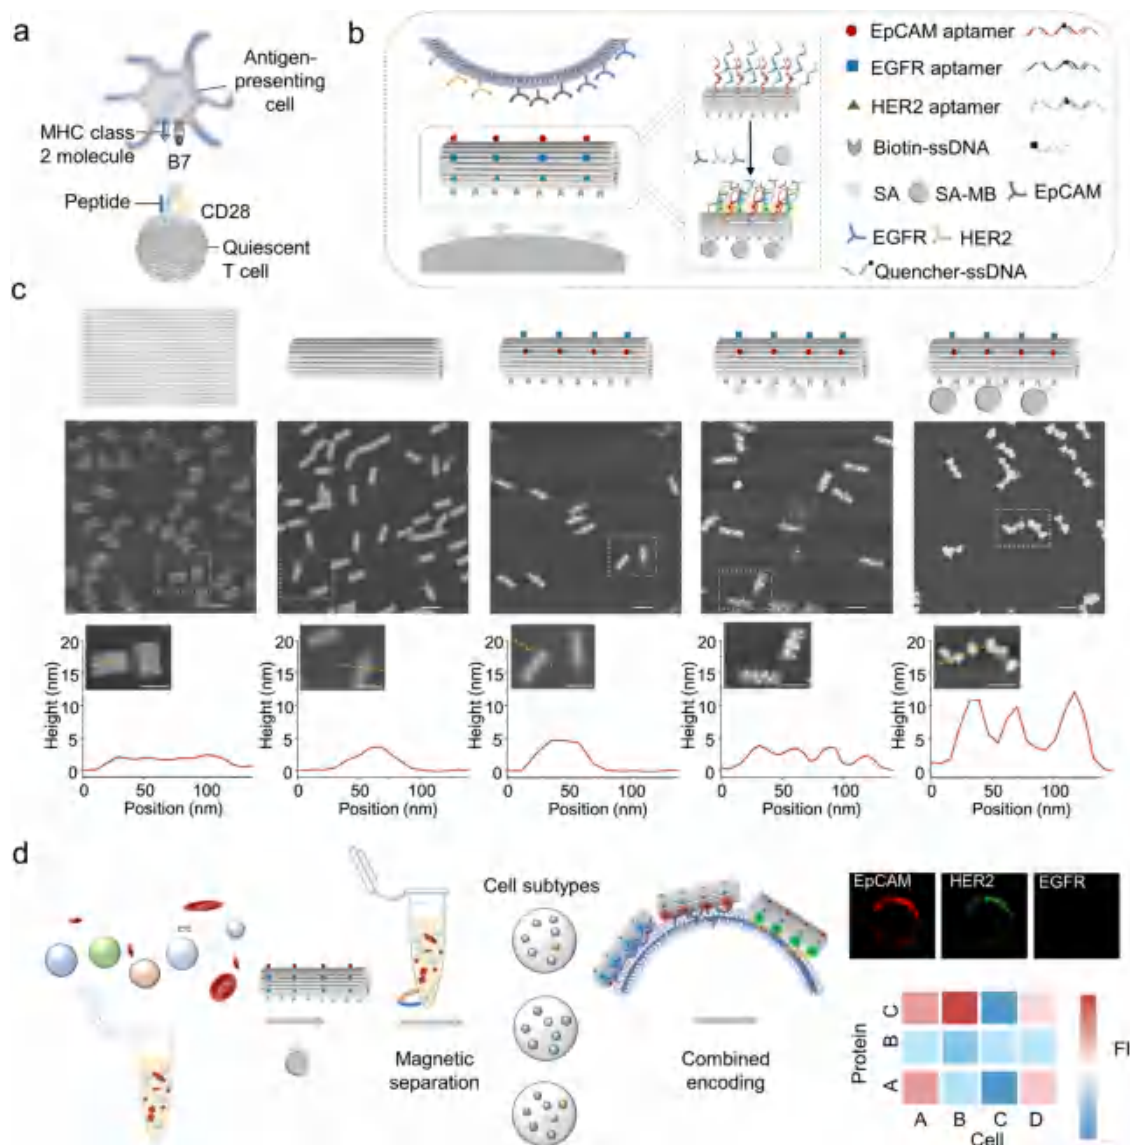 a
Antigen-
presenting
cell
MHC class
2 molecule
B7
Peptide
CD28
Quiescent
T cell
b
EpCAM aptamer
EGFR aptamer
HER2 aptamer
Biotin-ssDNA
SA SA-MB EpCAM
EGFR HER2
Quencher-ssDNA
c
Height (nm)
20
15
10
5
0
0 50 100
Position (nm)
Height (nm)
20
15
10
5
0
0 50 100
Position (nm)
Height (nm)
20
15
10
5
0
0 50 100
Position (nm)
Height (nm)
20
15
10
5
0
0 50 100
Position (nm)
Height (nm)
20
15
10
5
0
0 50 100
Position (nm)
d
Magnetic
separation
Cell subtypes
Combined
encoding
EpCAM HER2 EGFR
Protein
C
B
A
A B C D
Cell
FI